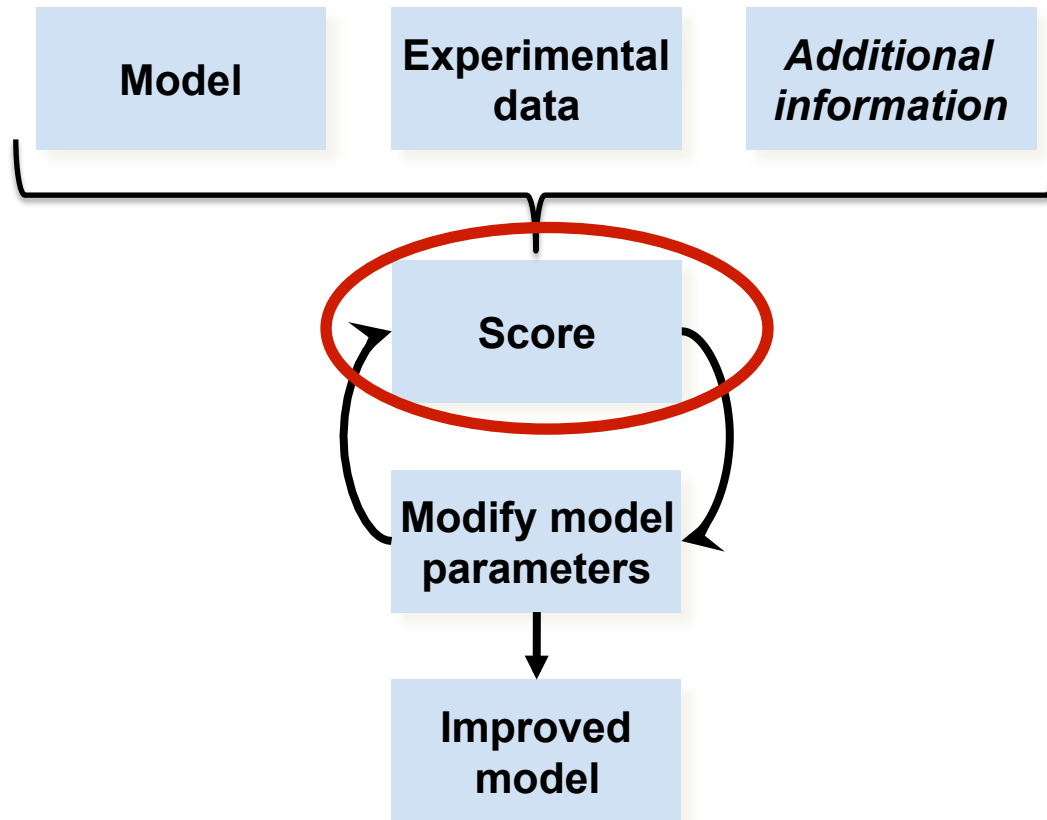 Model
Experimental
data
Additional
information
Score
Modify model
parameters
Improved
model